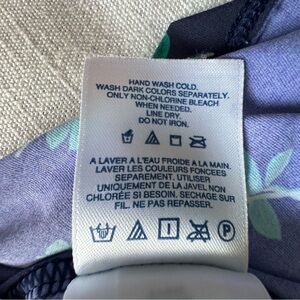 HAND WASH COLD.
WASH DARK COLORS SEPARATELY.
ONLY NON-CHLORINE BLEACH
WHEN NEEDED.
LINE DRY.
DO NOT IRON.
A LAVER A L'EAU FROIDE A LA MAIN.
LAVER LES COULEURS FONCEES
SEPAREMENT. UTILISER
UNIQUEMENT DE LA JAVEL NON
CHLORÉE SI BESOIN. SECHAGE SUR
FIL. NE PAS REPASSER.
P